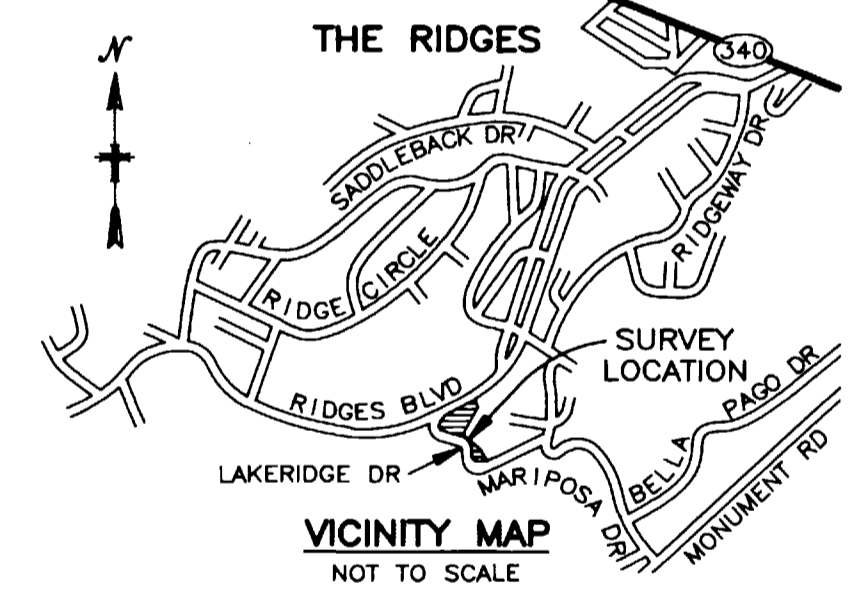 THE RIDGES
N
340
SADDLEBACK DR
RIDGEWAY DR
RIDGE CIRCLE
SURVEY
LOCATION
RIDGES BLVD
BELLA PAGO DR
LAKERIDGE DR
MARIPOSA DR
MONUMENT RD
VICINITY MAP
NOT TO SCALE